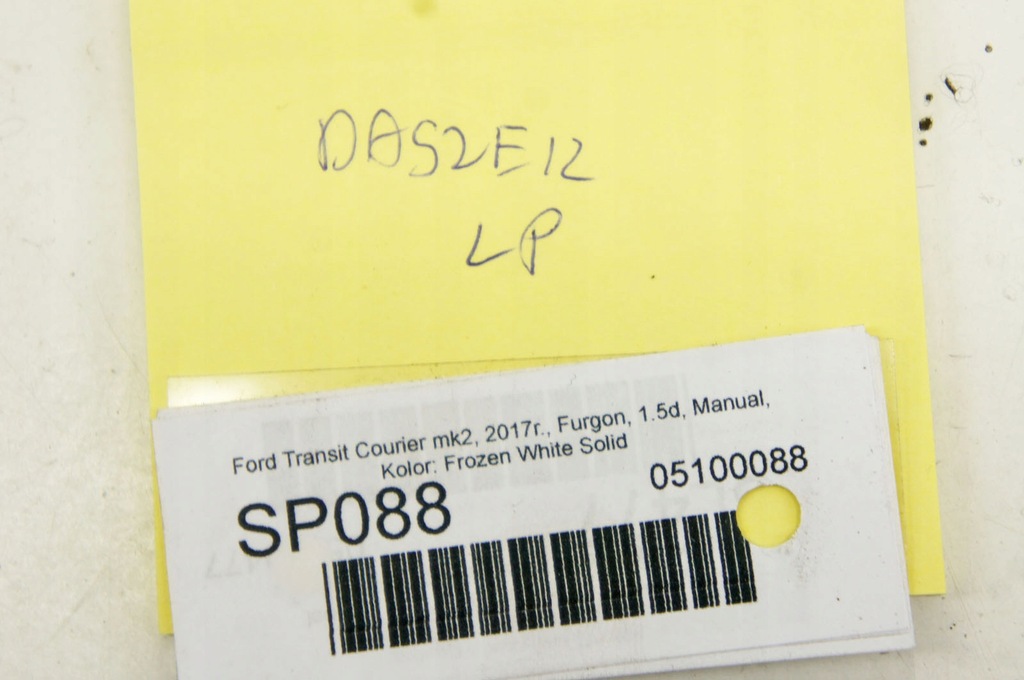 DAS2E12
LP
Ford Transit Courier mk2, 2017r., Furgon, 1.5d, Manual,
Kolor: Frozen White Solid
05100088
SP088